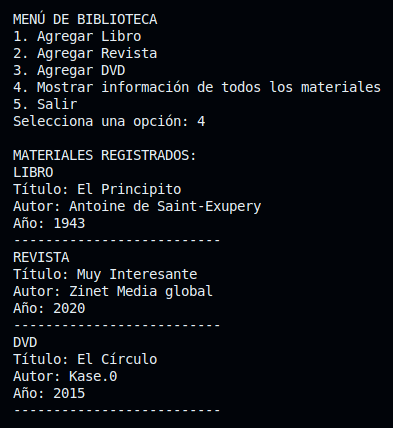 MENÚ DE BIBLIOTECA
1. Agregar Libro
2. Agregar Revista
3. Agregar DVD
4. Mostrar información de todos los materiales
5. Salir
Selecciona una opción: 4
MATERIALES REGISTRADOS:
LIBRO
Título: El Principito
Autor: Antoine de Saint-Exupery
Año: 1943
--------------------------
REVISTA
Título: Muy Interesante
Autor: Zinet Media global
Año: 2020
--------------------------
DVD
Título: El Círculo
Autor: Kase.0
Año: 2015
--------------------------